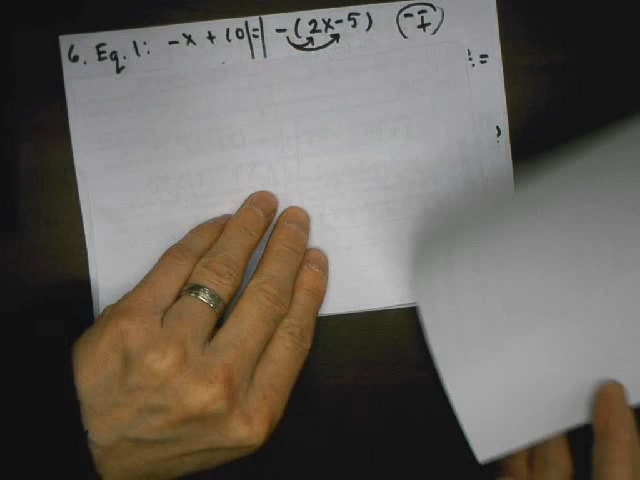 6. Eq. 1: -x + 10 = -(2x-5)